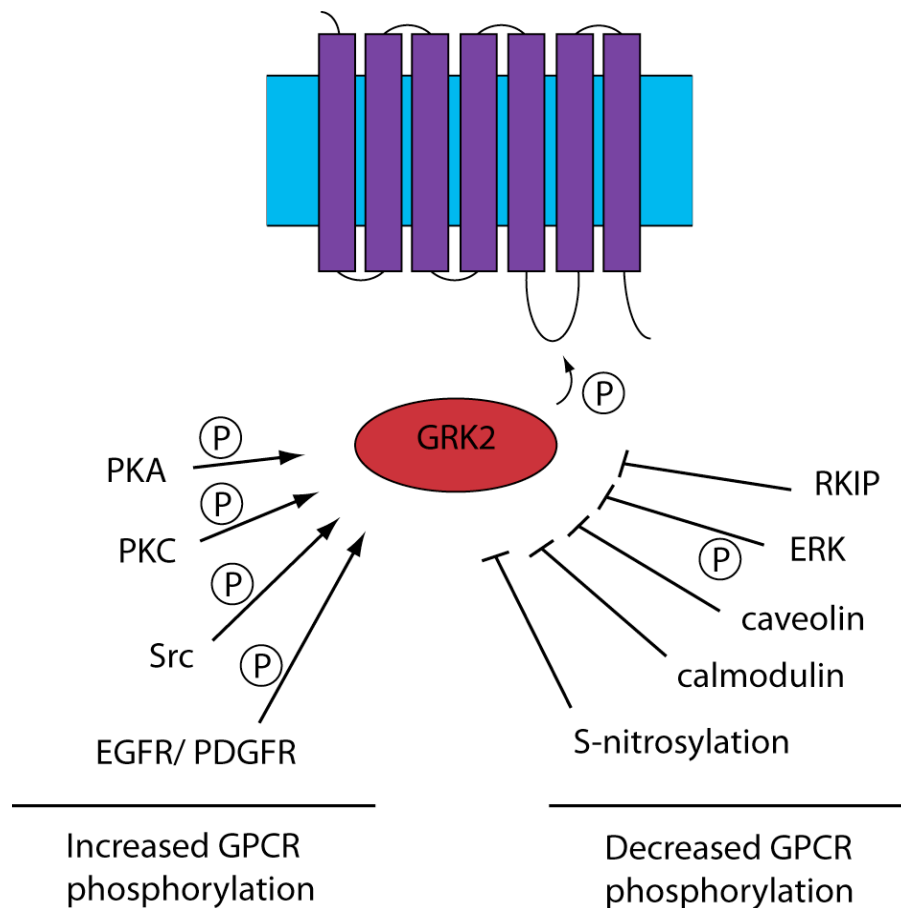 P
GRK2
P
PKA
P
PKC
P
Src
P
EGFR/ PDGFR
RKIP
ERK
P
caveolin
calmodulin
S-nitrosylation
Increased GPCR
phosphorylation
Decreased GPCR
phosphorylation